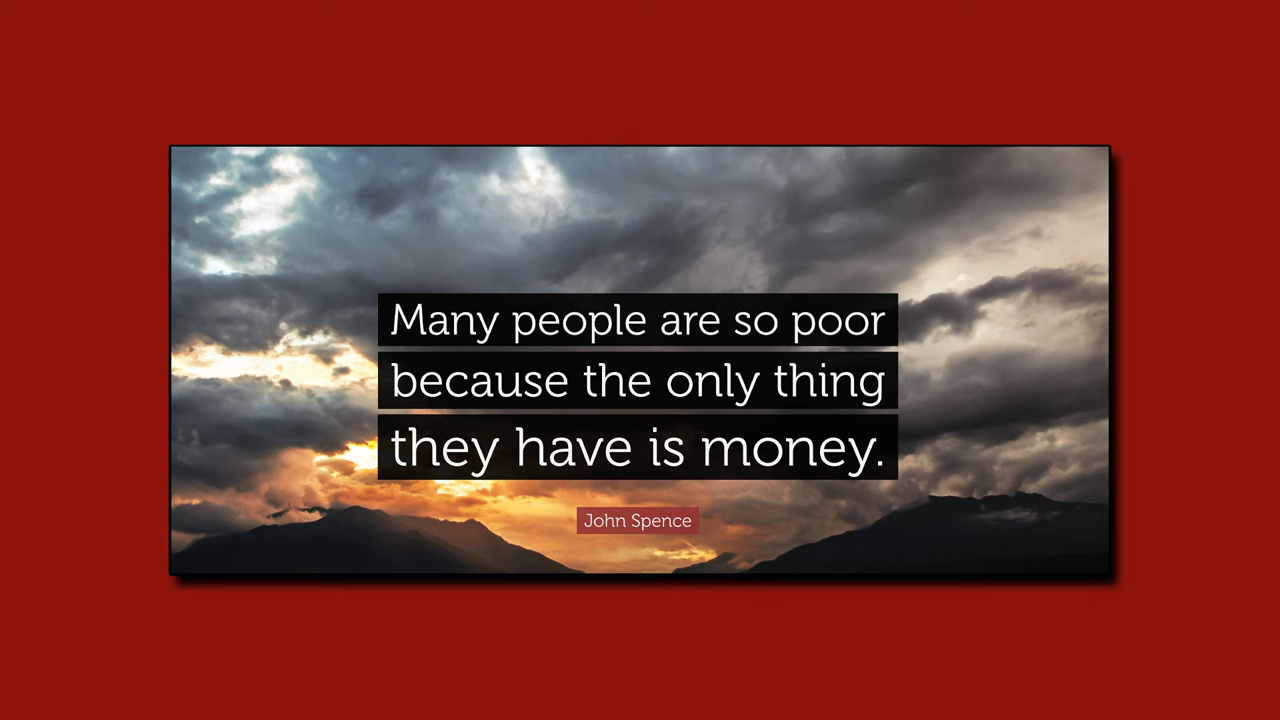 Many people are so poor
because the only thing
they have is money.
John Spence